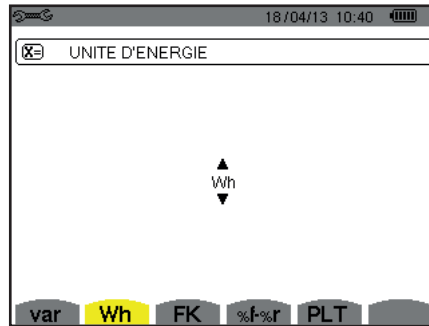 18/04/13 10:40
X= UNITE D'ENERGIE
Wh
var Wh FK %f-%r PLT